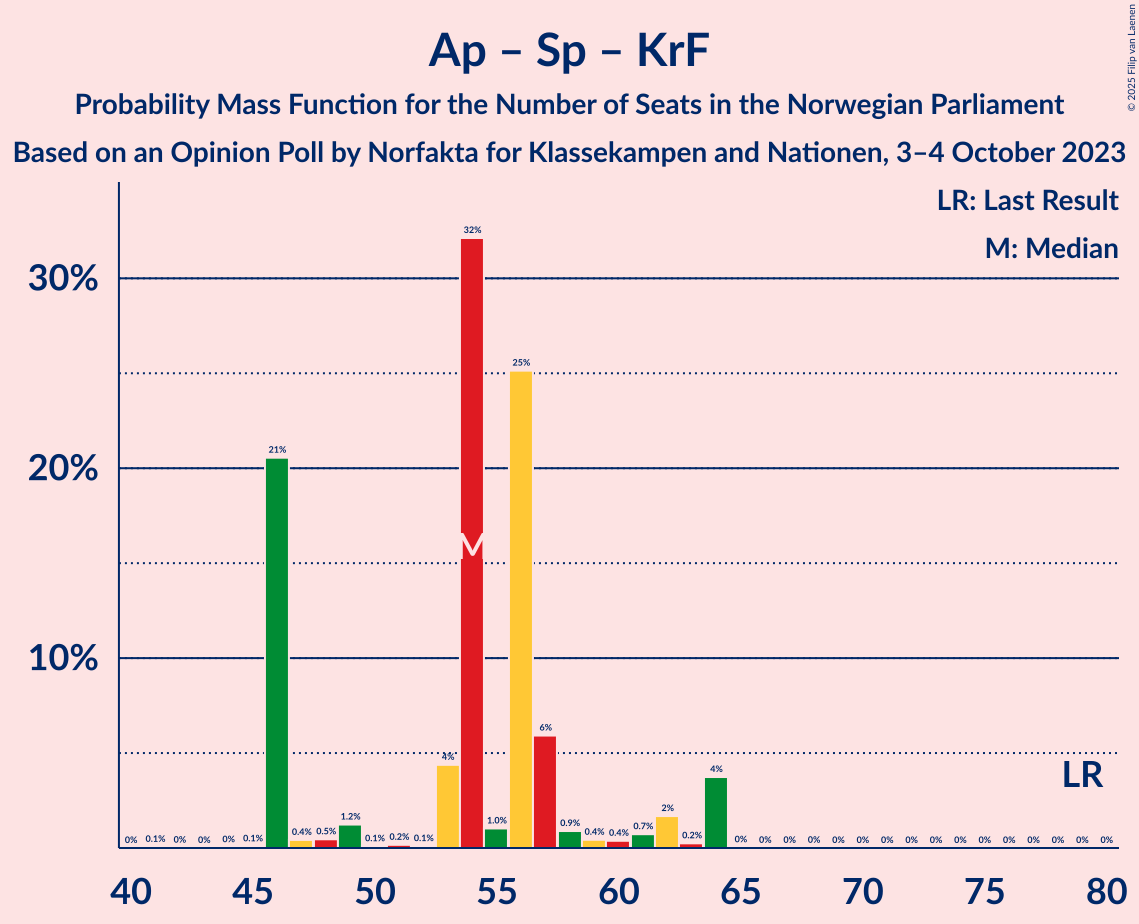 Ap – Sp – KrF
Probability Mass Function for the Number of Seats in the Norwegian Parliament
Based on an Opinion Poll by Norfakta for Klassekampen and Nationen, 3–4 October 2023
© 2025 Filip van Laenen
LR: Last Result
M: Median
30%
20%
10%
0% 0.1% 0% 0% 0% 0.1% 21% 0.4% 0.5% 1.2% 0.1% 0.2% 0.1% 4% 32% 1.0% 25% 6% 0.9% 0.4% 0.4% 0.7% 2% 0.2% 4% 0% 0% 0% 0% 0% 0% 0% 0% 0% 0% 0% 0% 0% 0% 0% 0%
M
LR
40 45 50 55 60 65 70 75 80